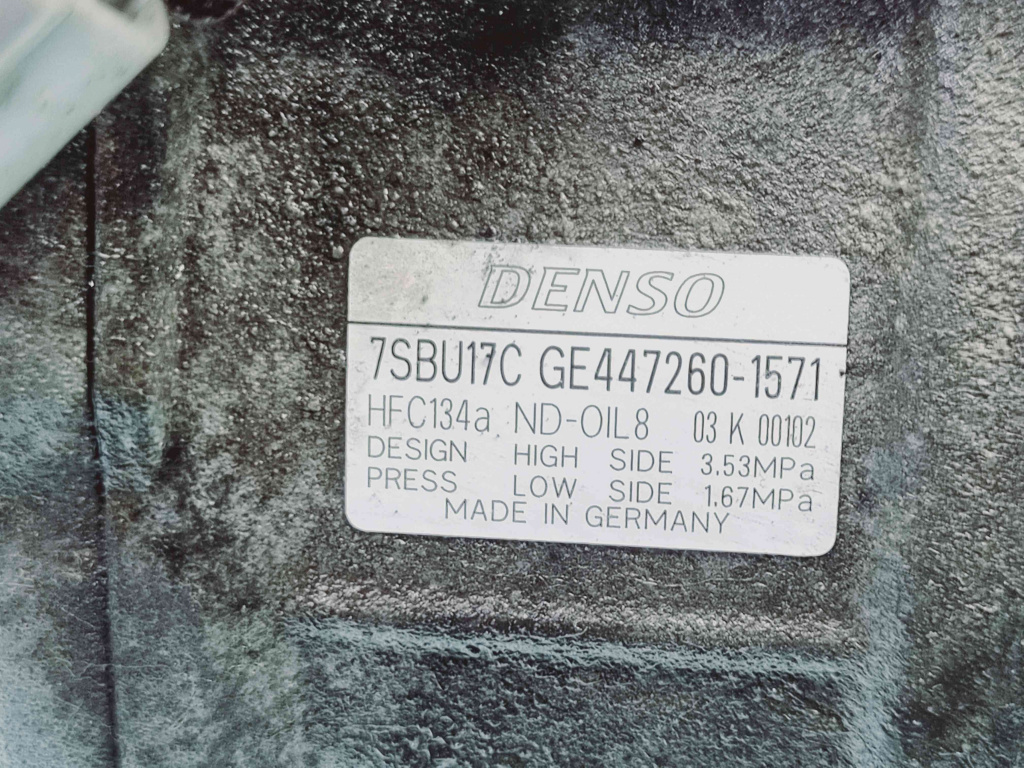 DENSO
7SBU17C GE447260-1571
HFC134a ND-OIL8 03 K 00102
DESIGN HIGH SIDE 3.53MPa
PRESS LOW SIDE 1.67MPa
MADE IN GERMANY